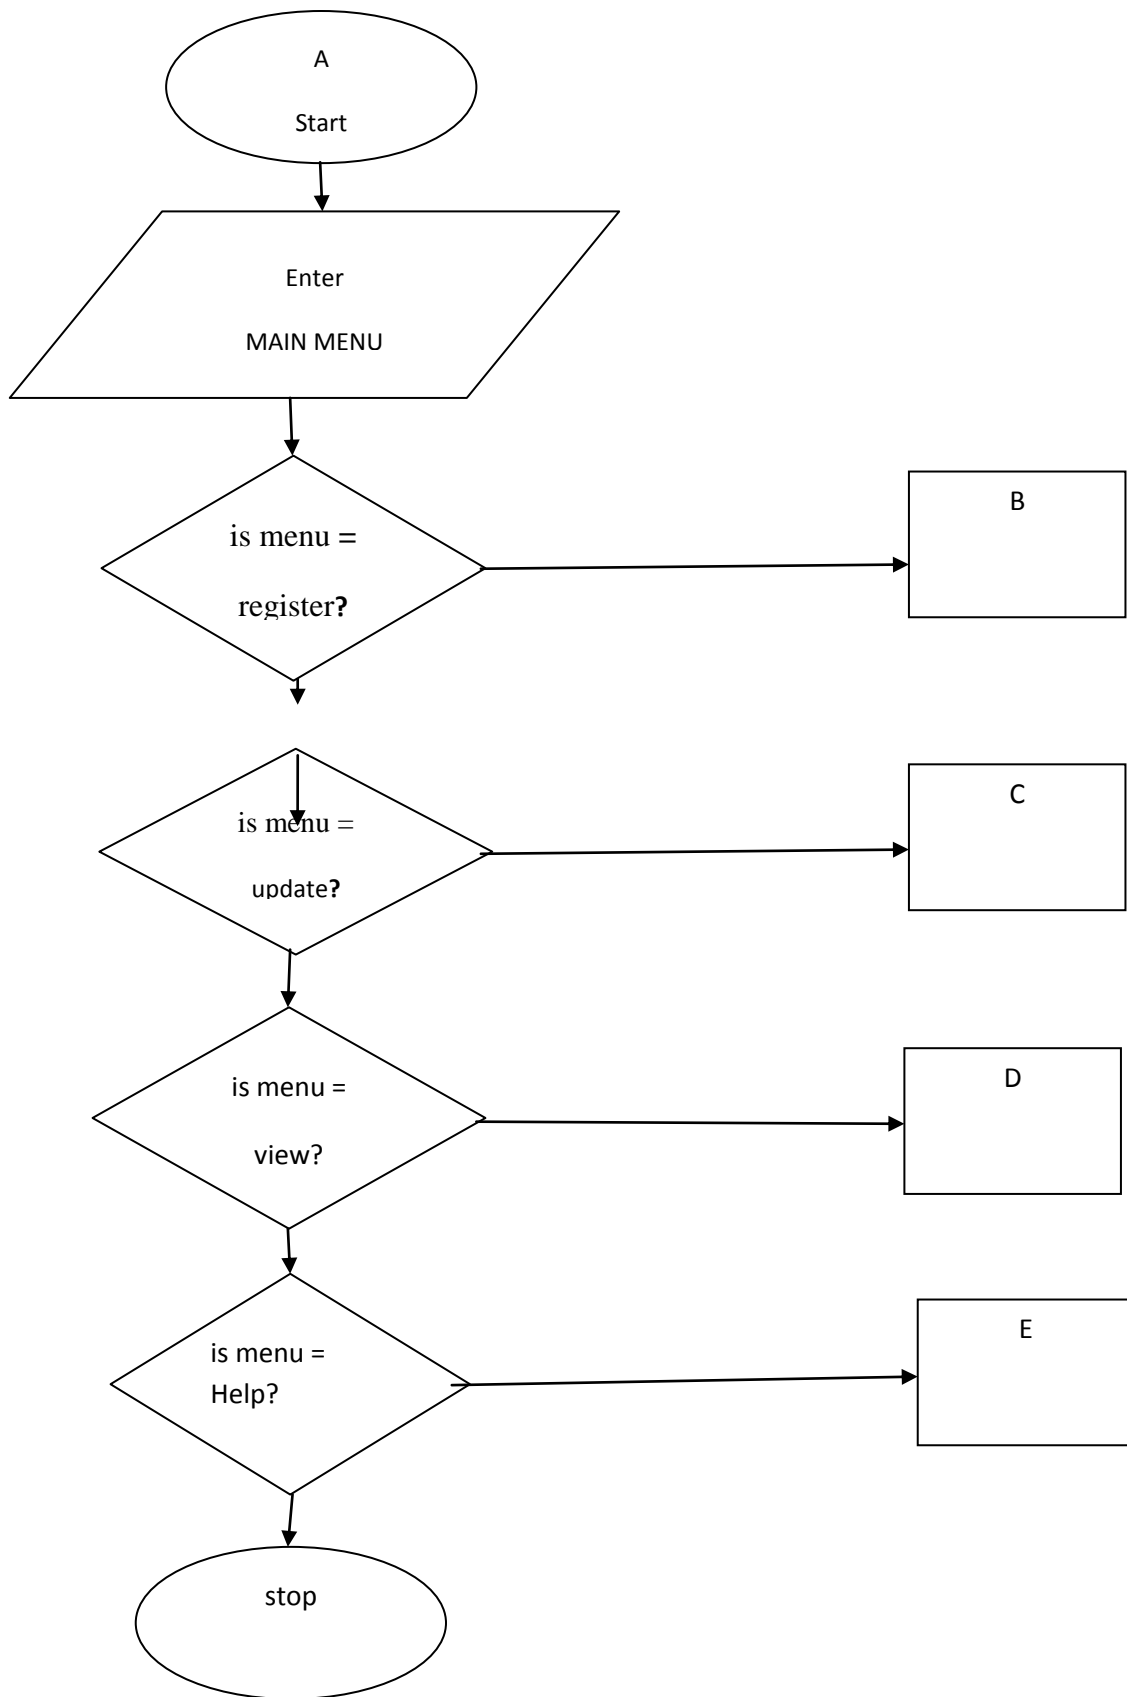 A
Start
Enter
MAIN MENU
is menu =
register?
B
is menu =
update?
C
is menu =
view?
D
is menu =
Help?
E
stop